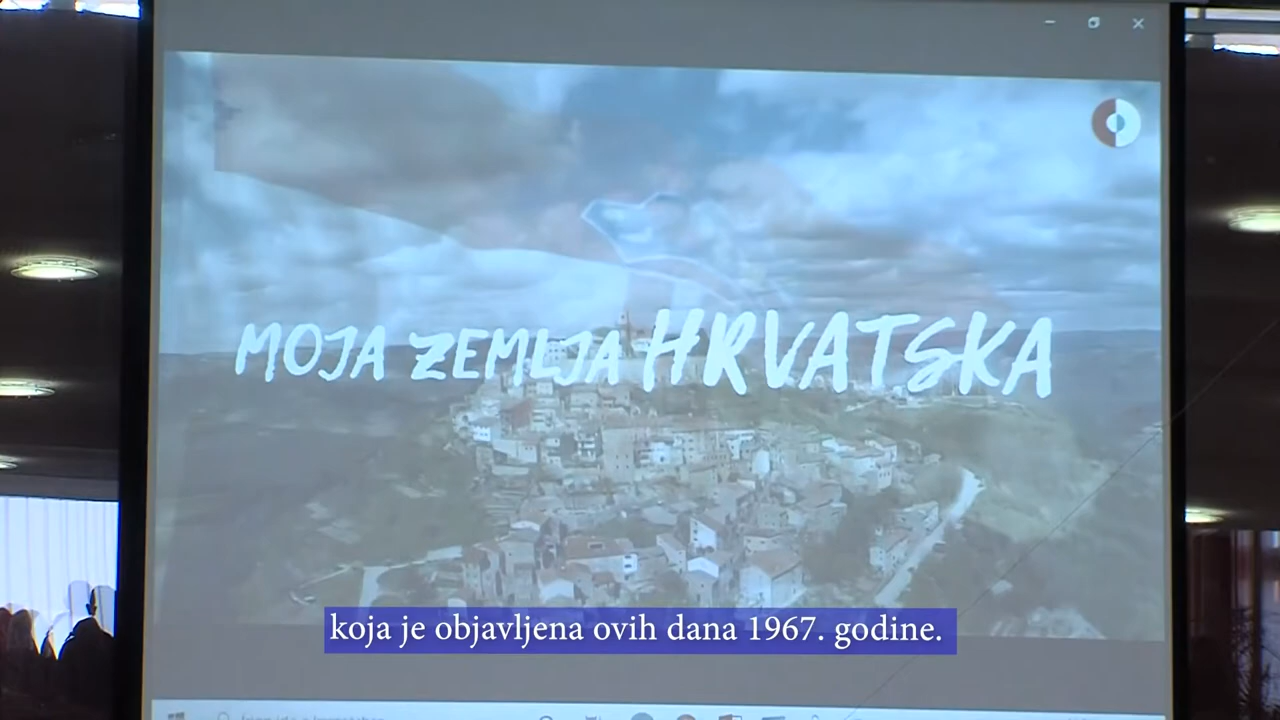 MOJA ZEMLJA HRVATSKA
koja je objavljena ovih dana 1967. godine.